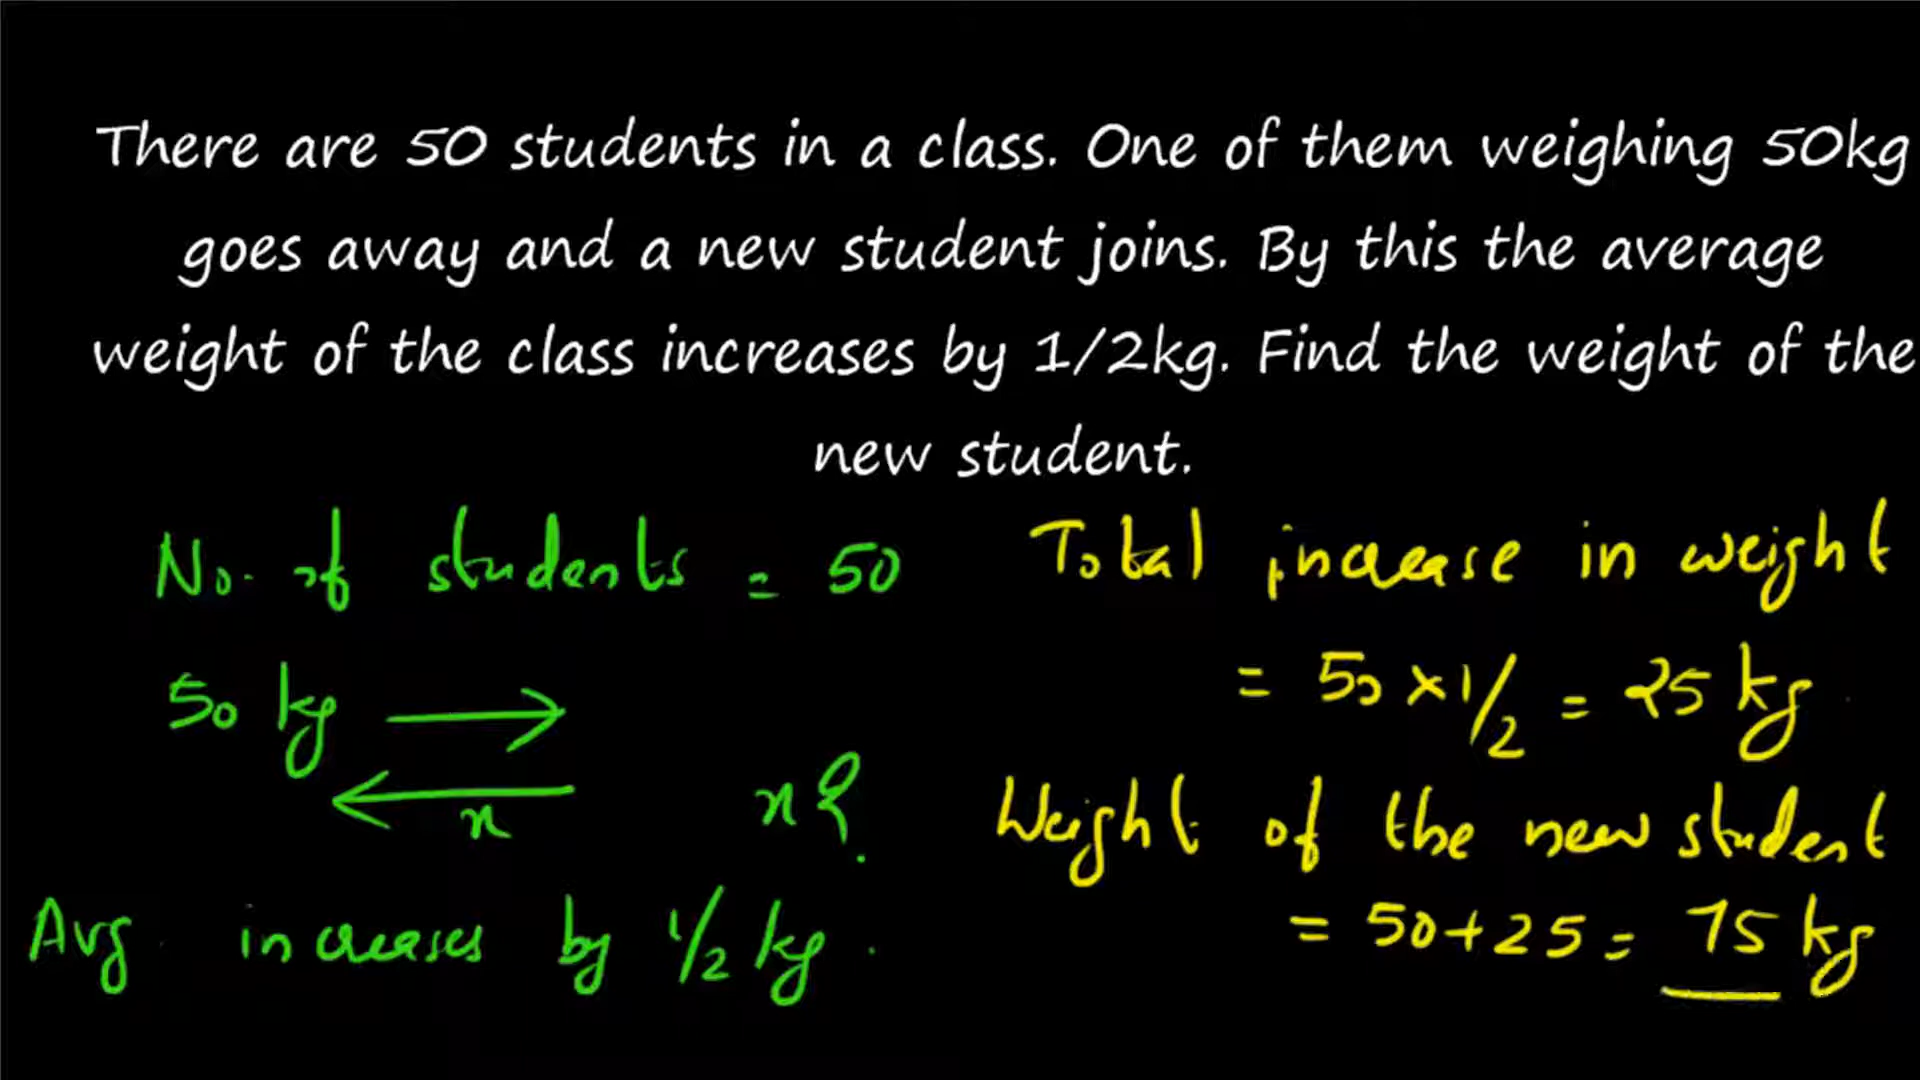 There are 50 students in a class. One of them weighing 50kg
goes away and a new student joins. By this the average
weight of the class increases by 1/2kg. Find the weight of the
new student.
No. of students = 50
50 kg
x
x?
Avg. increases by 1/2 kg.
Total increase in weight
= 50 × 1/2 = 25 kg
Weight of the new student
= 50+25 = 75 kg